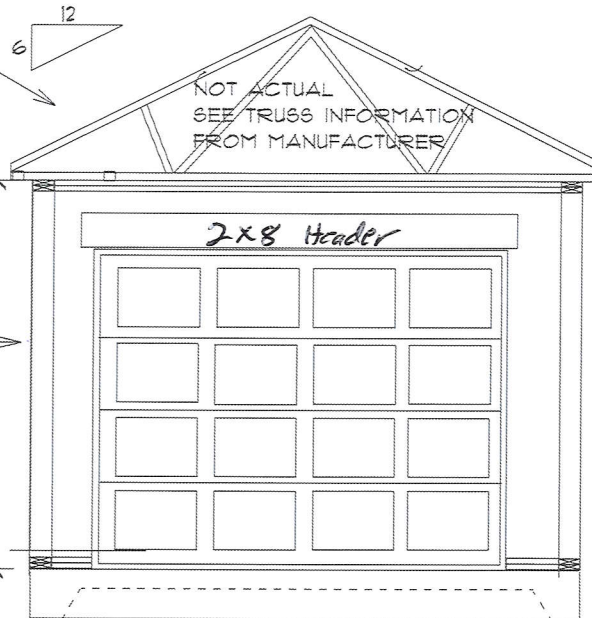 12
6
NOT ACTUAL
SEE TRUSS INFORMATION
FROM MANUFACTURER
2x8 Header